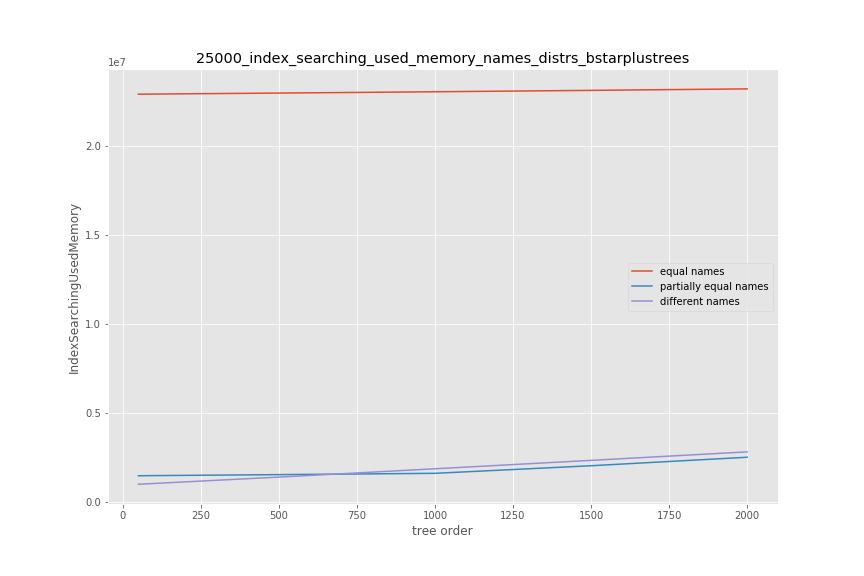 25000_index_searching_used_memory_names_distrs_bstarplustrees
1e7
2.0
1.5
1.0
0.5
0.0
IndexSearchingUsedMemory
equal names
partially equal names
different names
0 250 500 750 1000 1250 1500 1750 2000
tree order